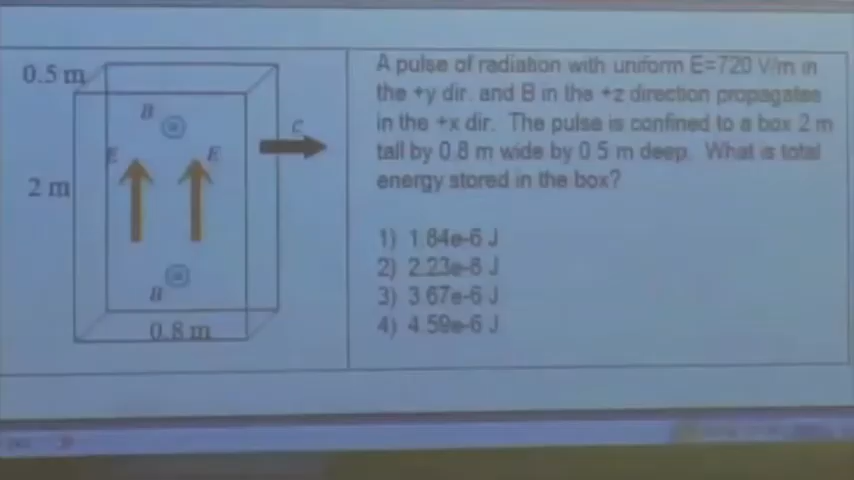 0.5 m
B
E
E
C
2 m
B
0.8 m
A pulse of radiation with uniform E=720 V/m in
the +y dir. and B in the +z direction propagates
in the +x dir. The pulse is confined to a box 2 m
tall by 0.8 m wide by 0.5 m deep. What is total
energy stored in the box?
1) 1.84e-6 J
2) 2.23e-6 J
3) 3.67e-6 J
4) 4.59e-6 J